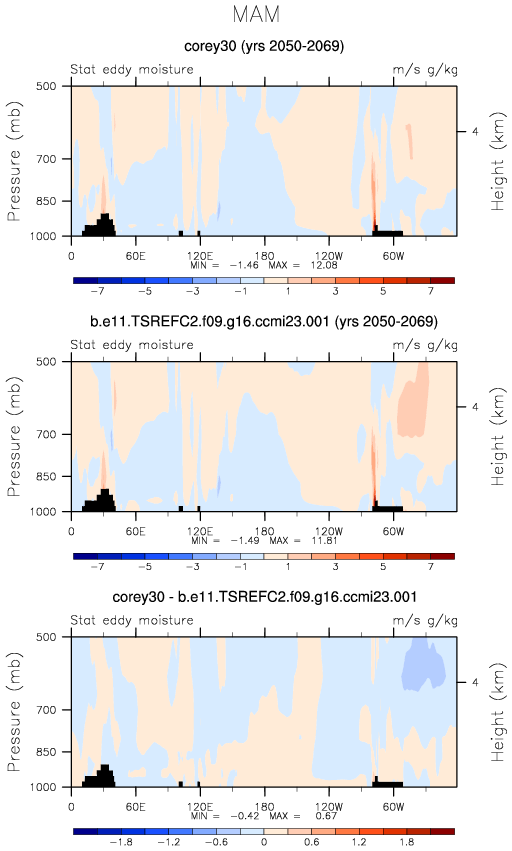 MAM
corey30 (yrs 2050-2069)
Stat eddy moisture m/s g/kg
500
700
850
1000
Pressure (mb)
4
Height (km)
0 60E 120E 180 120W 60W
MIN = -1.46 MAX = 12.08
-7 -5 -3 -1 1 3 5 7
b.e11.TSREFC2.f09.g16.ccmi23.001 (yrs 2050-2069)
Stat eddy moisture m/s g/kg
500
700
850
1000
Pressure (mb)
4
Height (km)
0 60E 120E 180 120W 60W
MIN = -1.49 MAX = 11.81
-7 -5 -3 -1 1 3 5 7
corey30 - b.e11.TSREFC2.f09.g16.ccmi23.001
Stat eddy moisture m/s g/kg
500
700
850
1000
Pressure (mb)
4
Height (km)
0 60E 120E 180 120W 60W
MIN = -0.42 MAX = 0.67
-1.8 -1.2 -0.6 0 0.6 1.2 1.8